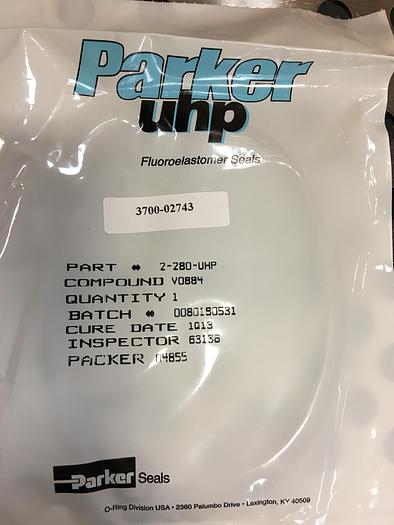 Parker
uhp
Fluoroelastomer Seals
3700-02743
PART # 2-280-UHP
COMPOUND V0884
QUANTITY 1
BATCH # 0080190531
CURE DATE 1Q13
INSPECTOR 63136
PACKER 04855
Parker Seals
O-Ring Division USA • 2360 Palumbo Drive • Lexington, KY 40509